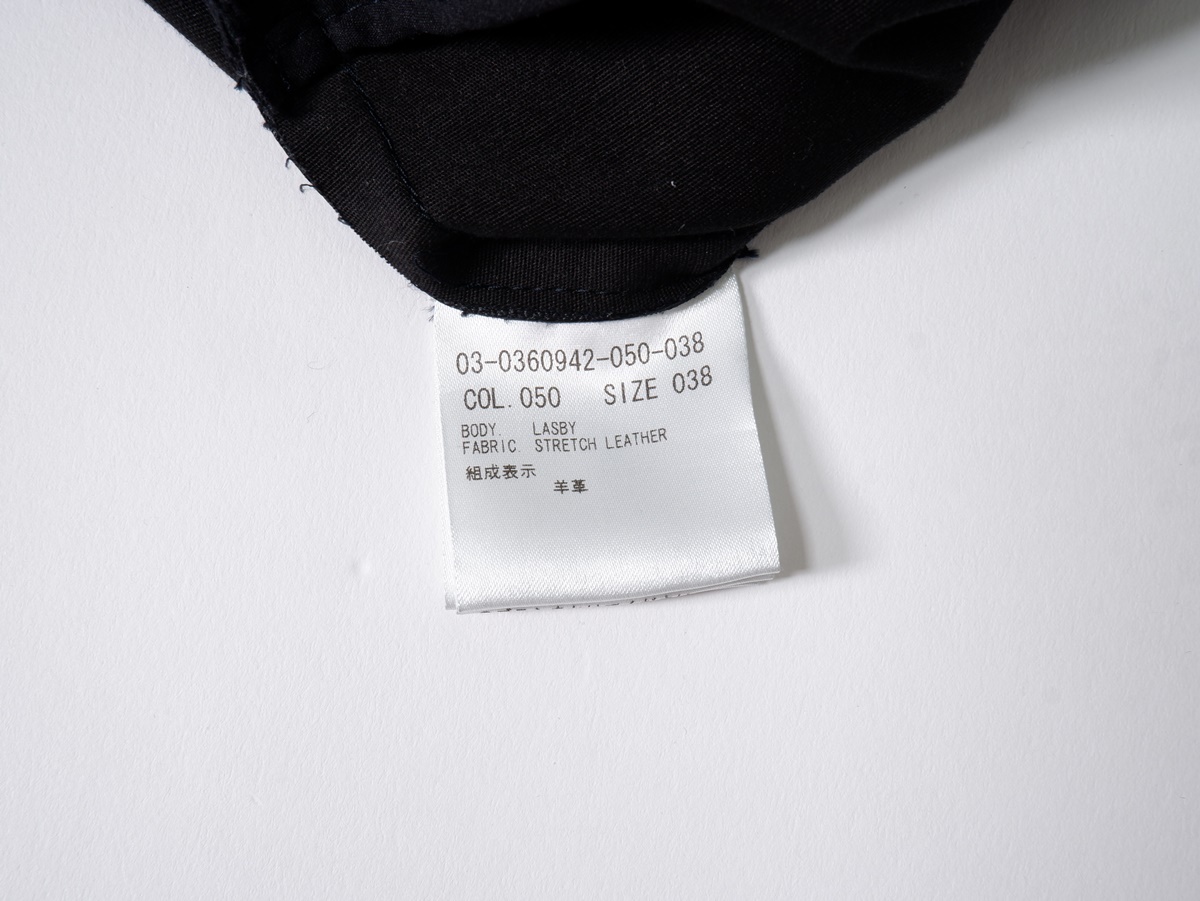 03-0360942-050-038
COL. 050 SIZE 038
BODY. LASBY
FABRIC. STRETCH LEATHER
組成表示
羊革